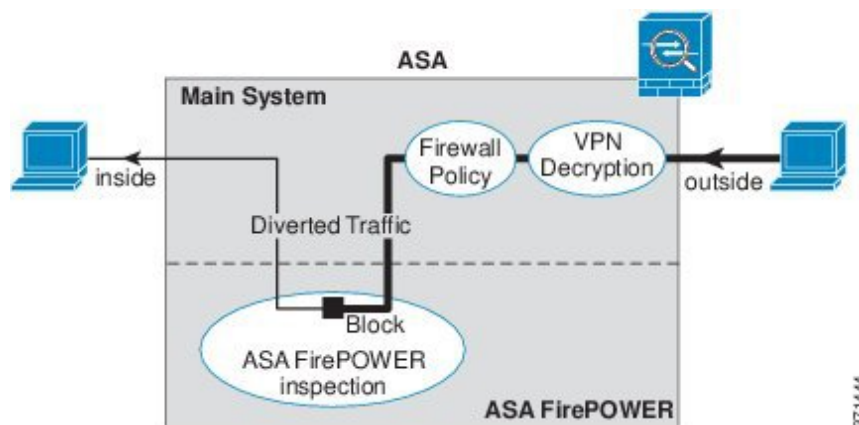 ASA
Main System
Firewall
Policy
VPN
Decryption
inside
outside
Diverted Traffic
Block
ASA FirePOWER
inspection
ASA FirePOWER